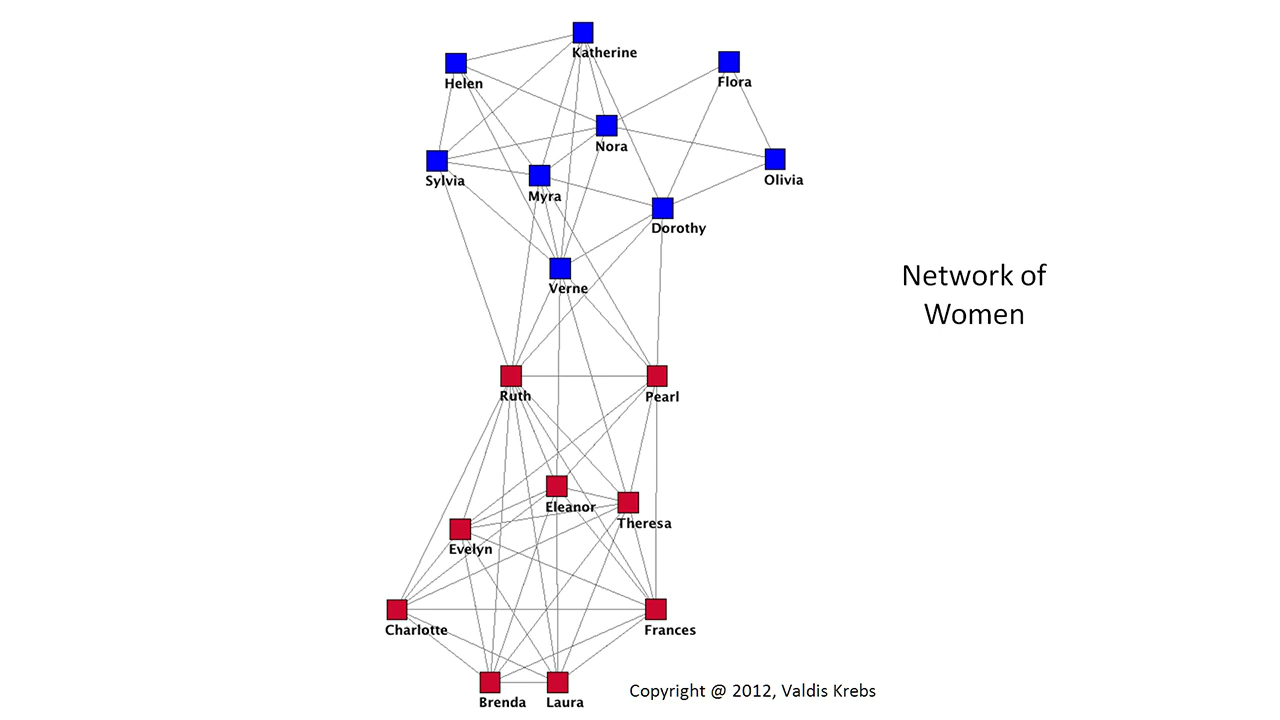 Katherine
Helen
Flora
Nora
Sylvia
Myra
Olivia
Dorothy
Network of
Women
Verne
Ruth
Pearl
Eleanor
Theresa
Evelyn
Charlotte
Frances
Copyright @ 2012, Valdis Krebs
Brenda
Laura